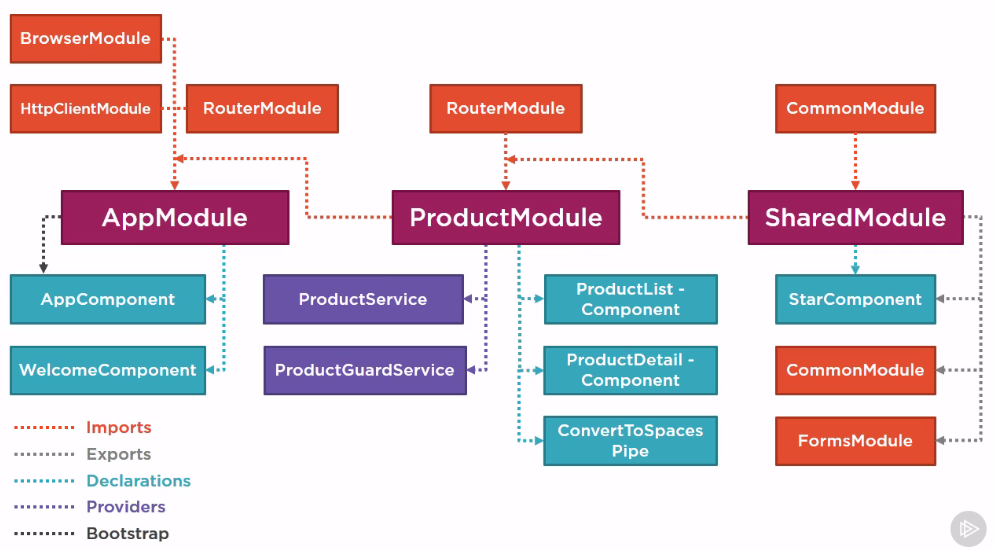 BrowserModule
HttpClientModule
RouterModule
RouterModule
CommonModule
AppModule
ProductModule
SharedModule
AppComponent
ProductService
ProductList -
Component
StarComponent
WelcomeComponent
ProductGuardService
ProductDetail -
Component
CommonModule
ConvertToSpaces
Pipe
FormsModule
Imports
Exports
Declarations
Providers
Bootstrap